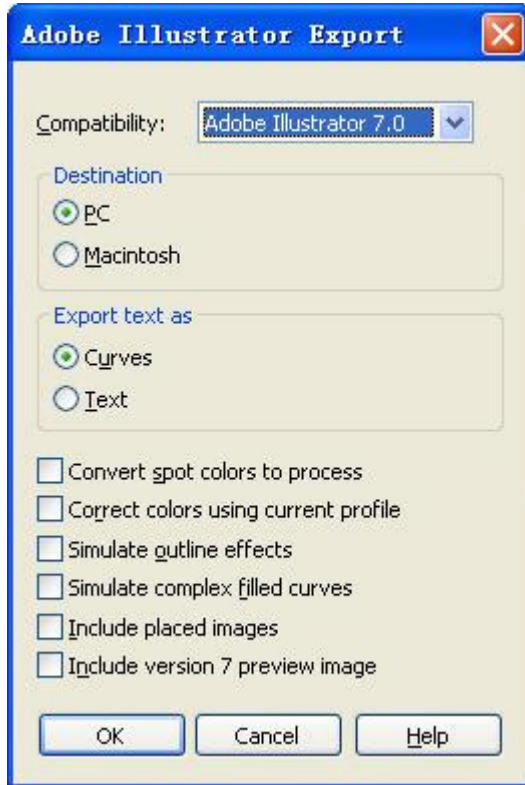 Adobe Illustrator Export
Compatibility: Adobe Illustrator 7.0
Destination
PC
Macintosh
Export text as
Curves
Text
Convert spot colors to process
Correct colors using current profile
Simulate outline effects
Simulate complex filled curves
Include placed images
Include version 7 preview image
OK Cancel Help